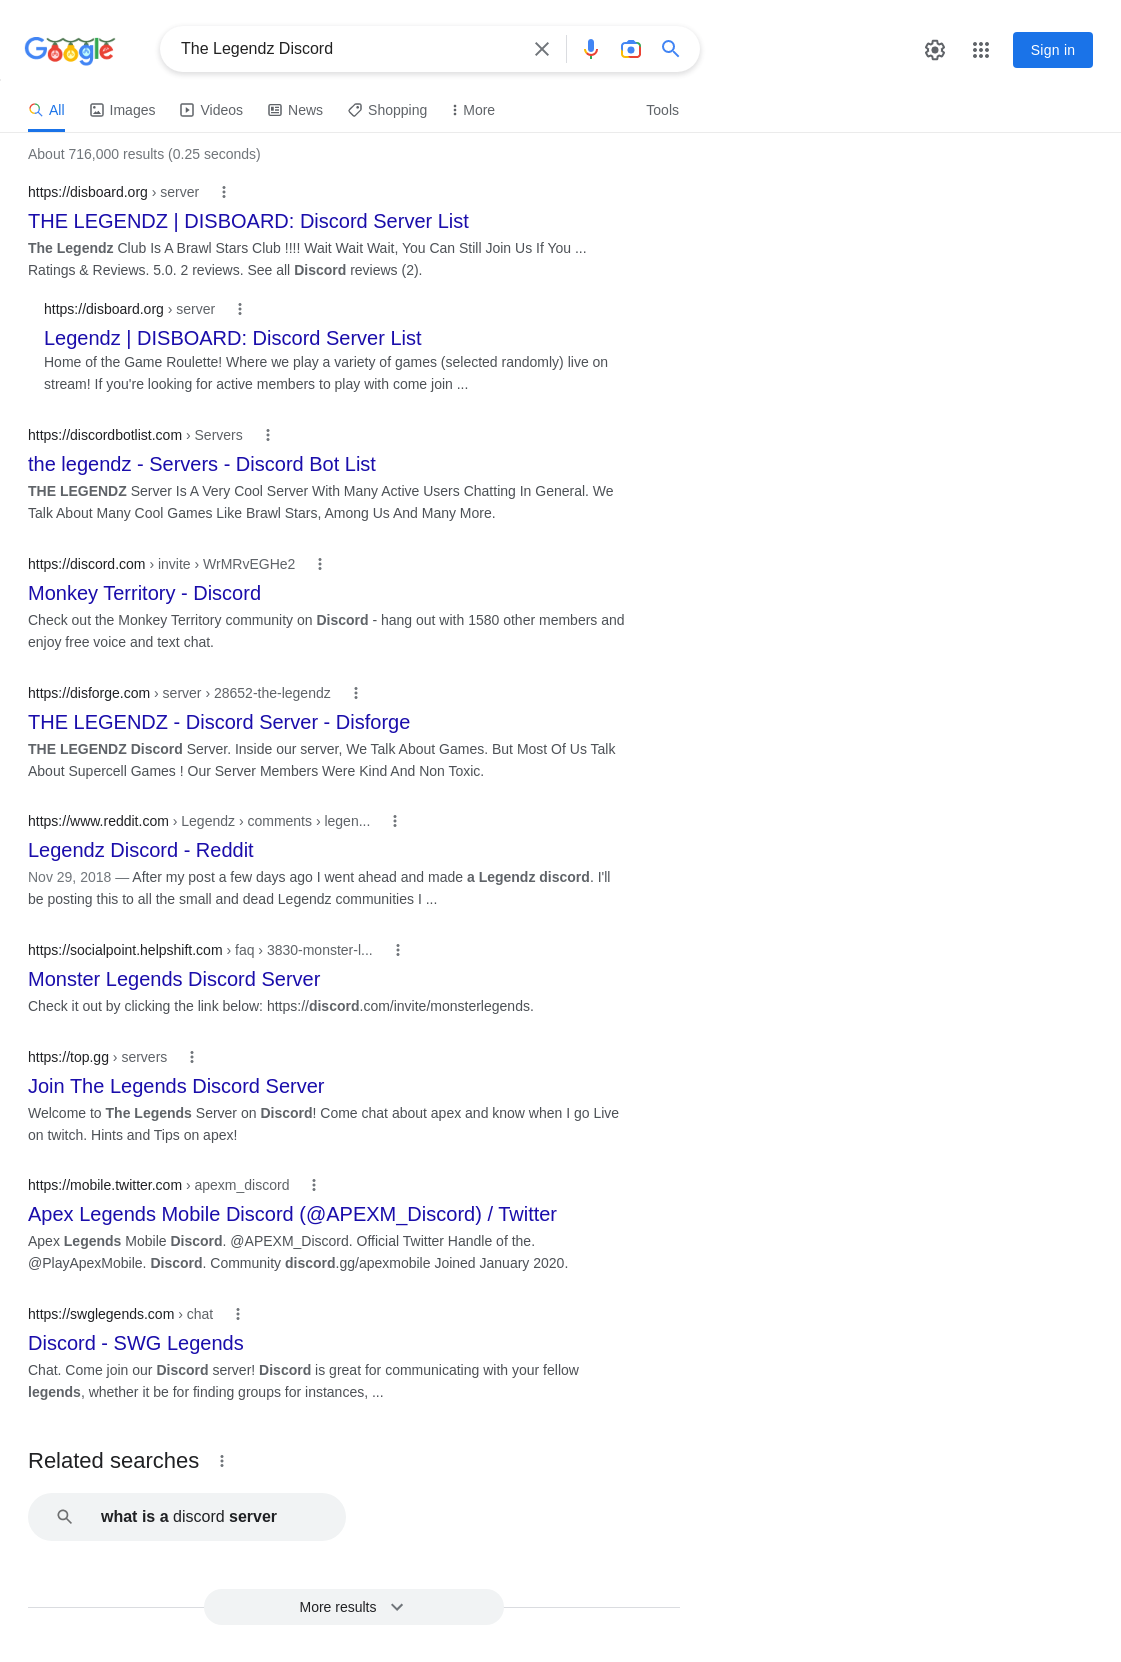 Google
The Legendz Discord
Sign in
All Images Videos News Shopping More Tools
About 716,000 results (0.25 seconds)
https://disboard.org › server
THE LEGENDZ | DISBOARD: Discord Server List
The Legendz Club Is A Brawl Stars Club !!!! Wait Wait Wait, You Can Still Join Us If You ...
Ratings & Reviews. 5.0. 2 reviews. See all Discord reviews (2).
https://disboard.org › server
Legendz | DISBOARD: Discord Server List
Home of the Game Roulette! Where we play a variety of games (selected randomly) live on
stream! If you're looking for active members to play with come join ...
https://discordbotlist.com › Servers
the legendz - Servers - Discord Bot List
THE LEGENDZ Server Is A Very Cool Server With Many Active Users Chatting In General. We
Talk About Many Cool Games Like Brawl Stars, Among Us And Many More.
https://discord.com › invite › WrMRvEGHe2
Monkey Territory - Discord
Check out the Monkey Territory community on Discord - hang out with 1580 other members and
enjoy free voice and text chat.
https://disforge.com › server › 28652-the-legendz
THE LEGENDZ - Discord Server - Disforge
THE LEGENDZ Discord Server. Inside our server, We Talk About Games. But Most Of Us Talk
About Supercell Games ! Our Server Members Were Kind And Non Toxic.
https://www.reddit.com › Legendz › comments › legen...
Legendz Discord - Reddit
Nov 29, 2018 — After my post a few days ago I went ahead and made a Legendz discord. I'll
be posting this to all the small and dead Legendz communities I ...
https://socialpoint.helpshift.com › faq › 3830-monster-l...
Monster Legends Discord Server
Check it out by clicking the link below: https://discord.com/invite/monsterlegends.
https://top.gg › servers
Join The Legends Discord Server
Welcome to The Legends Server on Discord! Come chat about apex and know when I go Live
on twitch. Hints and Tips on apex!
https://mobile.twitter.com › apexm_discord
Apex Legends Mobile Discord (@APEXM_Discord) / Twitter
Apex Legends Mobile Discord. @APEXM_Discord. Official Twitter Handle of the.
@PlayApexMobile. Discord. Community discord.gg/apexmobile Joined January 2020.
https://swglegends.com › chat
Discord - SWG Legends
Chat. Come join our Discord server! Discord is great for communicating with your fellow
legends, whether it be for finding groups for instances, ...
Related searches
what is a discord server
More results